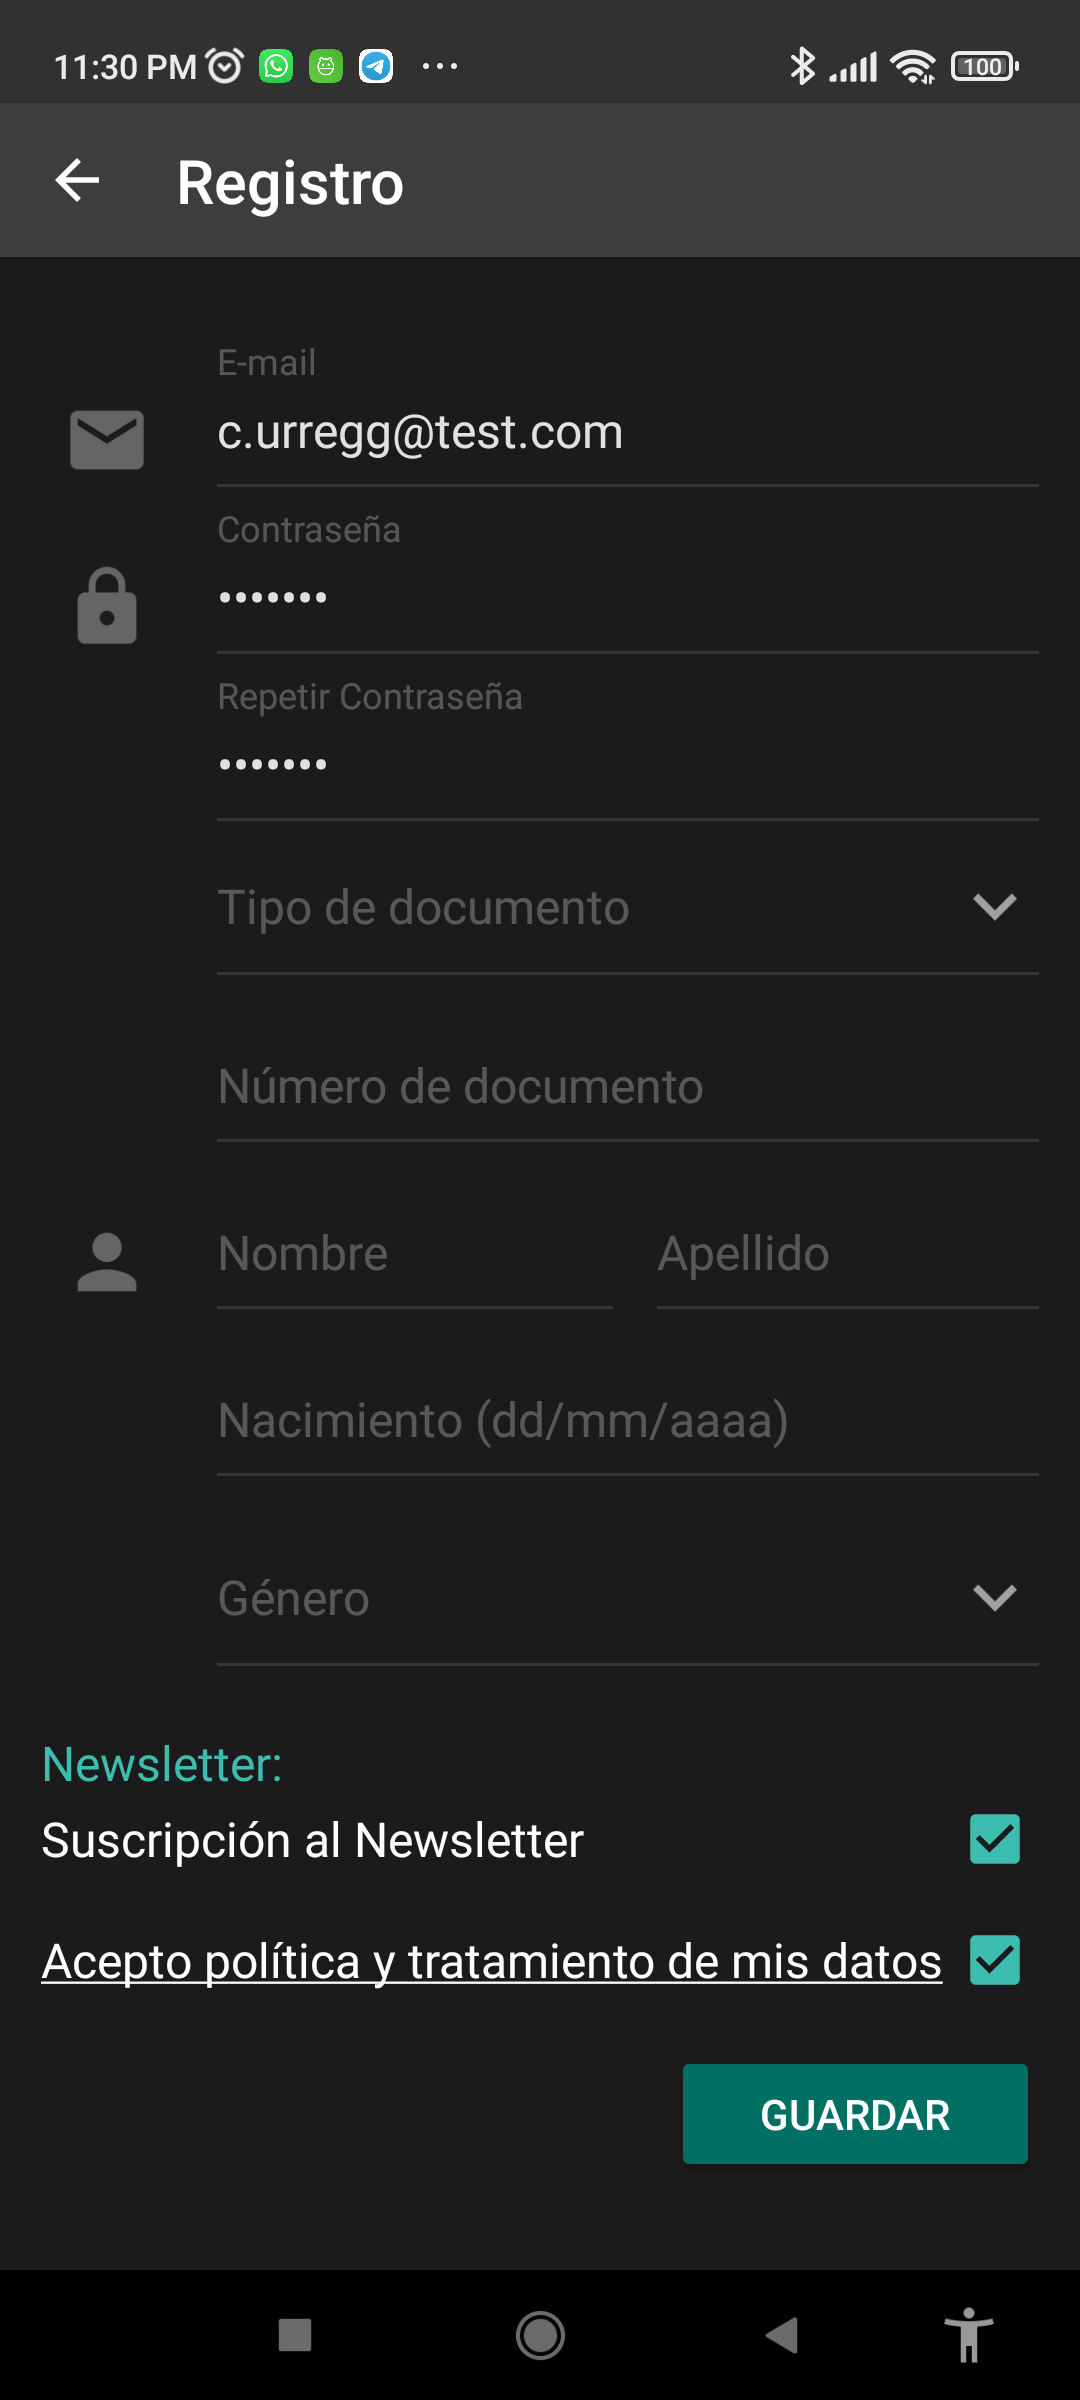 11:30 PM
100
Registro
E-mail
c.urregg@test.com
Contraseña
•••••••
Repetir Contraseña
•••••••
Tipo de documento
Número de documento
Nombre Apellido
Nacimiento (dd/mm/aaaa)
Género
Newsletter:
Suscripción al Newsletter
Acepto política y tratamiento de mis datos
GUARDAR